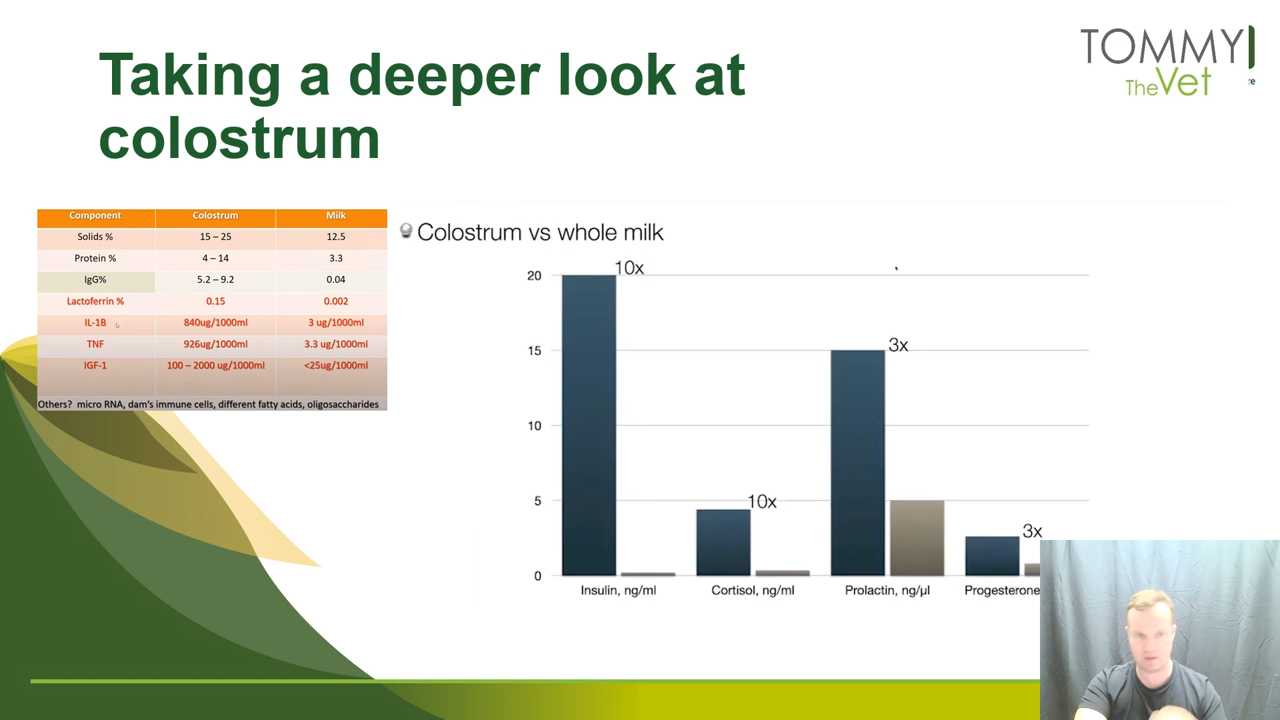 Taking a deeper look at
colostrum
TOMMY
TheVet
re
Component Colostrum Milk
Solids % 15 – 25 12.5
Protein % 4 – 14 3.3
IgG% 5.2 – 9.2 0.04
Lactoferrin % 0.15 0.002
IL-1B 840ug/1000ml 3 ug/1000ml
TNF 926ug/1000ml 3.3 ug/1000ml
IGF-1 100 – 2000 ug/1000ml <25ug/1000ml
Others? micro RNA, dam's immune cells, different fatty acids, oligosaccharides
Colostrum vs whole milk
20
15
10
5
0
10x
10x
3x
3x
Insulin, ng/ml Cortisol, ng/ml Prolactin, ng/µl Progesterone